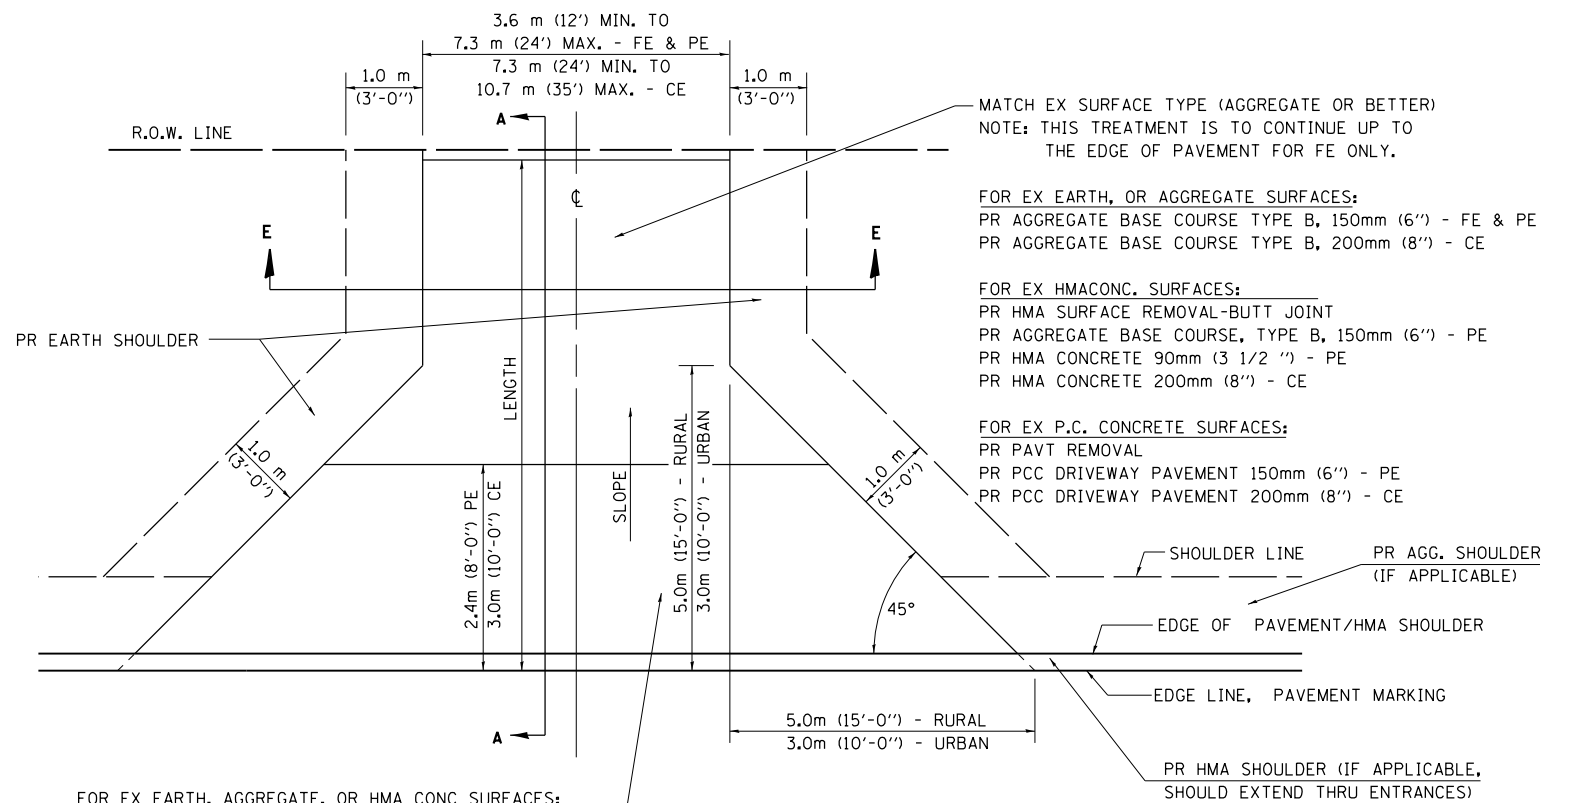 3.6 m (12') MIN. TO
7.3 m (24') MAX. - FE & PE
7.3 m (24') MIN. TO
10.7 m (35') MAX. - CE
1.0 m
(3'-0'')
1.0 m
(3'-0'')
A
R.O.W. LINE
MATCH EX SURFACE TYPE (AGGREGATE OR BETTER)
NOTE: THIS TREATMENT IS TO CONTINUE UP TO
THE EDGE OF PAVEMENT FOR FE ONLY.
℄
FOR EX EARTH, OR AGGREGATE SURFACES:
PR AGGREGATE BASE COURSE TYPE B, 150mm (6'') - FE & PE
PR AGGREGATE BASE COURSE TYPE B, 200mm (8'') - CE
E
E
FOR EX HMACONC. SURFACES:
PR HMA SURFACE REMOVAL-BUTT JOINT
PR AGGREGATE BASE COURSE, TYPE B, 150mm (6'') - PE
PR HMA CONCRETE 90mm (3 1/2 '') - PE
PR HMA CONCRETE 200mm (8'') - CE
PR EARTH SHOULDER
LENGTH
FOR EX P.C. CONCRETE SURFACES:
PR PAVT REMOVAL
PR PCC DRIVEWAY PAVEMENT 150mm (6'') - PE
PR PCC DRIVEWAY PAVEMENT 200mm (8'') - CE
1.0 m
(3'-0'')
2.4m (8'-0'') PE
3.0m (10'-0'') CE
SLOPE
5.0m (15'-0'') - RURAL
3.0m (10'-0'') - URBAN
1.0 m
(3'-0'')
45°
SHOULDER LINE
PR AGG. SHOULDER
(IF APPLICABLE)
EDGE OF PAVEMENT/HMA SHOULDER
EDGE LINE, PAVEMENT MARKING
5.0m (15'-0'') - RURAL
3.0m (10'-0'') - URBAN
A
PR HMA SHOULDER (IF APPLICABLE,
SHOULD EXTEND THRU ENTRANCES)
FOR EX EARTH, AGGREGATE, OR HMA CONC SURFACES: